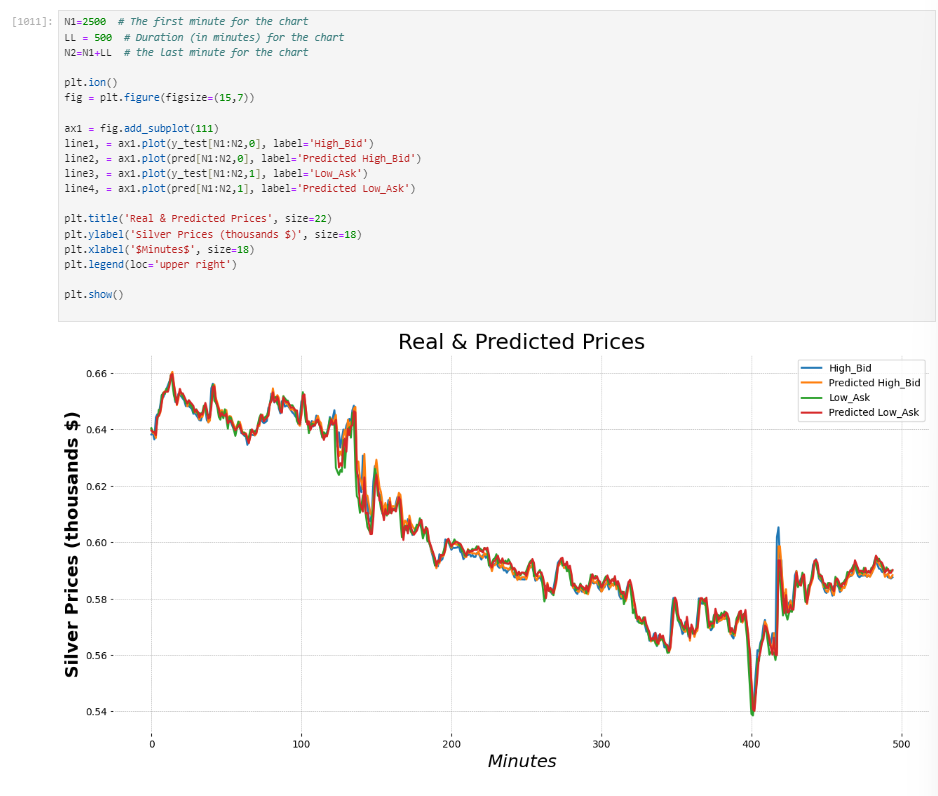 [1011]:
N1=2500  # The first minute for the chart
LL = 500  # Duration (in minutes) for the chart
N2=N1+LL  # the last minute for the chart
plt.ion()
fig = plt.figure(figsize=(15,7))
ax1 = fig.add_subplot(111)
line1, = ax1.plot(y_test[N1:N2,0], label='High_Bid')
line2, = ax1.plot(pred[N1:N2,0], label='Predicted High_Bid')
line3, = ax1.plot(y_test[N1:N2,1], label='Low_Ask')
line4, = ax1.plot(pred[N1:N2,1], label='Predicted Low_Ask')
plt.title('Real & Predicted Prices', size=22)
plt.ylabel('Silver Prices (thousands $)', size=18)
plt.xlabel('$Minutes$', size=18)
plt.legend(loc='upper right')
plt.show()
Real & Predicted Prices
High_Bid
Predicted High_Bid
Low_Ask
Predicted Low_Ask
Silver Prices (thousands $)
0.66
0.64
0.62
0.60
0.58
0.56
0.54
0
100
200
300
400
500
Minutes